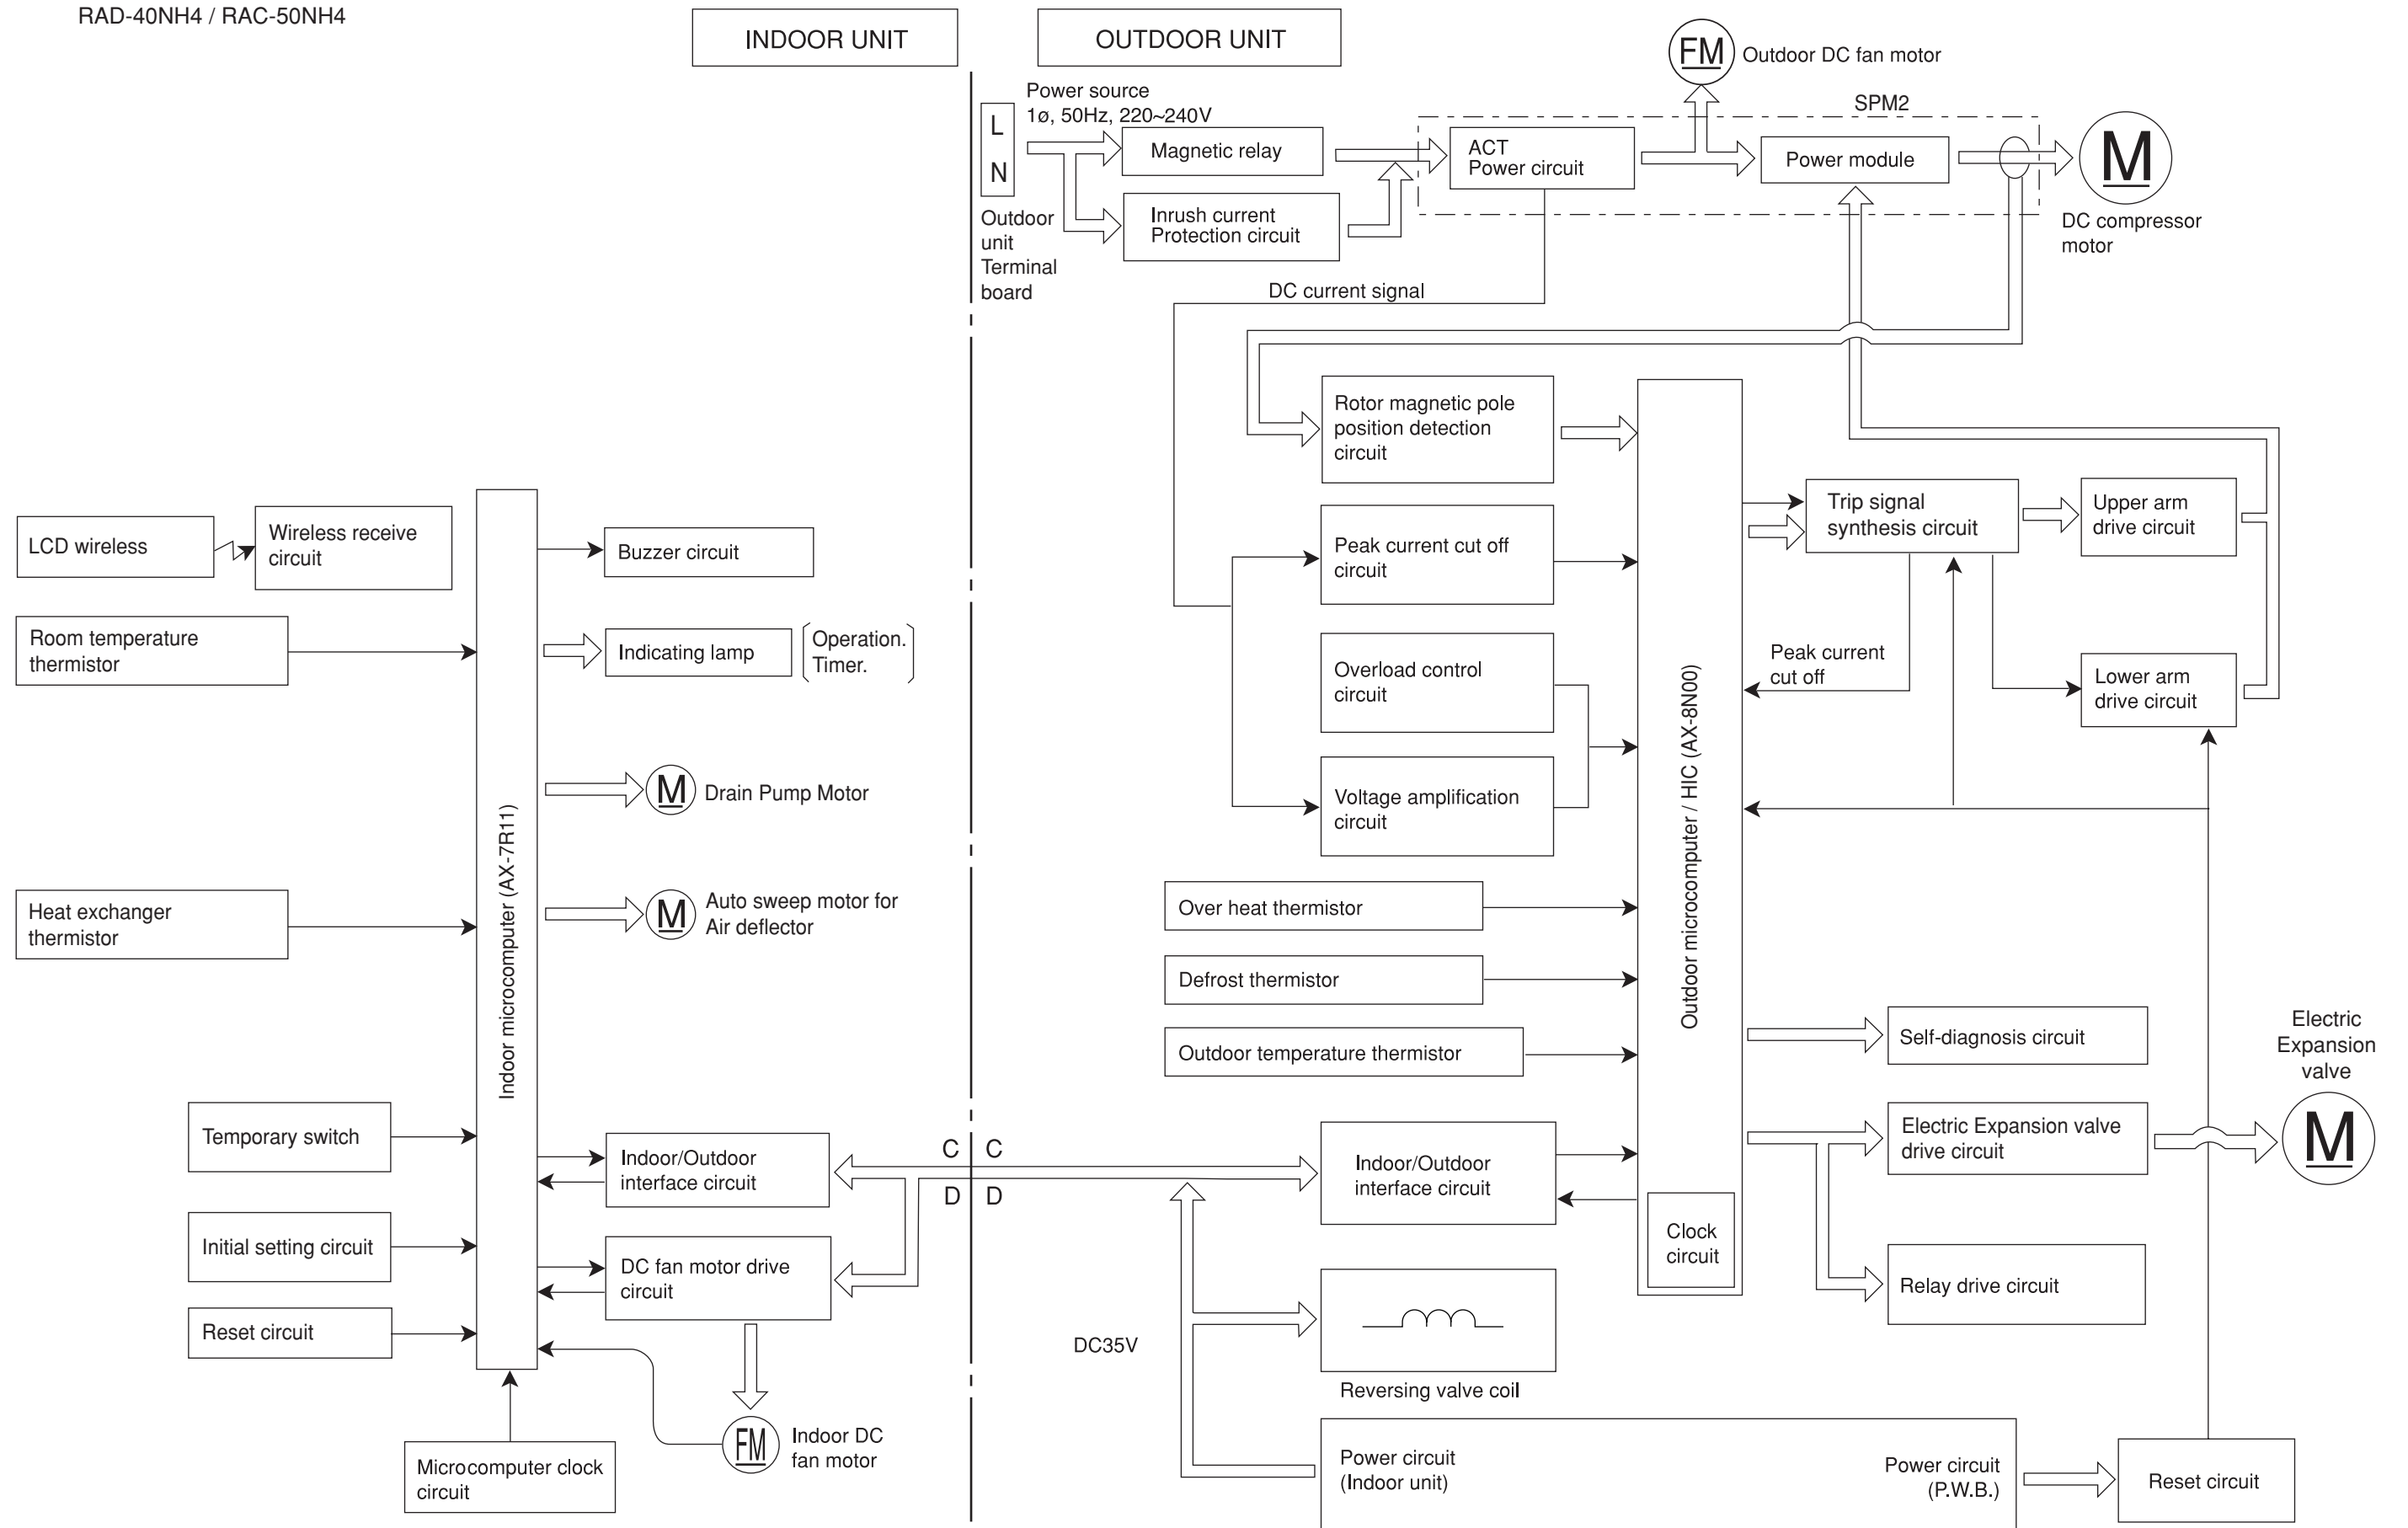 RAD-40NH4 / RAC-50NH4
INDOOR UNIT
OUTDOOR UNIT
FM
Outdoor DC fan motor
Power source
1ø, 50Hz, 220~240V
L
N
Outdoor
unit
Terminal
board
Magnetic relay
Inrush current
Protection circuit
SPM2
ACT
Power circuit
Power module
M
DC compressor
motor
DC current signal
Rotor magnetic pole
position detection
circuit
Peak current cut off
circuit
Overload control
circuit
Voltage amplification
circuit
Over heat thermistor
Defrost thermistor
Outdoor temperature thermistor
Outdoor microcomputer / HIC (AX-8N00)
Trip signal
synthesis circuit
Upper arm
drive circuit
Peak current
cut off
Lower arm
drive circuit
Self-diagnosis circuit
Electric Expansion valve
drive circuit
Relay drive circuit
Electric
Expansion
valve
M
Clock
circuit
Indoor/Outdoor
interface circuit
Reversing valve coil
DC35V
Power circuit
(Indoor unit)
Power circuit
(P.W.B.)
Reset circuit
LCD wireless
Wireless receive
circuit
Room temperature
thermistor
Heat exchanger
thermistor
Temporary switch
Initial setting circuit
Reset circuit
Microcomputer clock
circuit
Indoor microcomputer (AX-7R11)
Buzzer circuit
Indicating lamp
Operation.
Timer.
M
Drain Pump Motor
M
Auto sweep motor for
Air deflector
Indoor/Outdoor
interface circuit
C C
D D
DC fan motor drive
circuit
FM
Indoor DC
fan motor